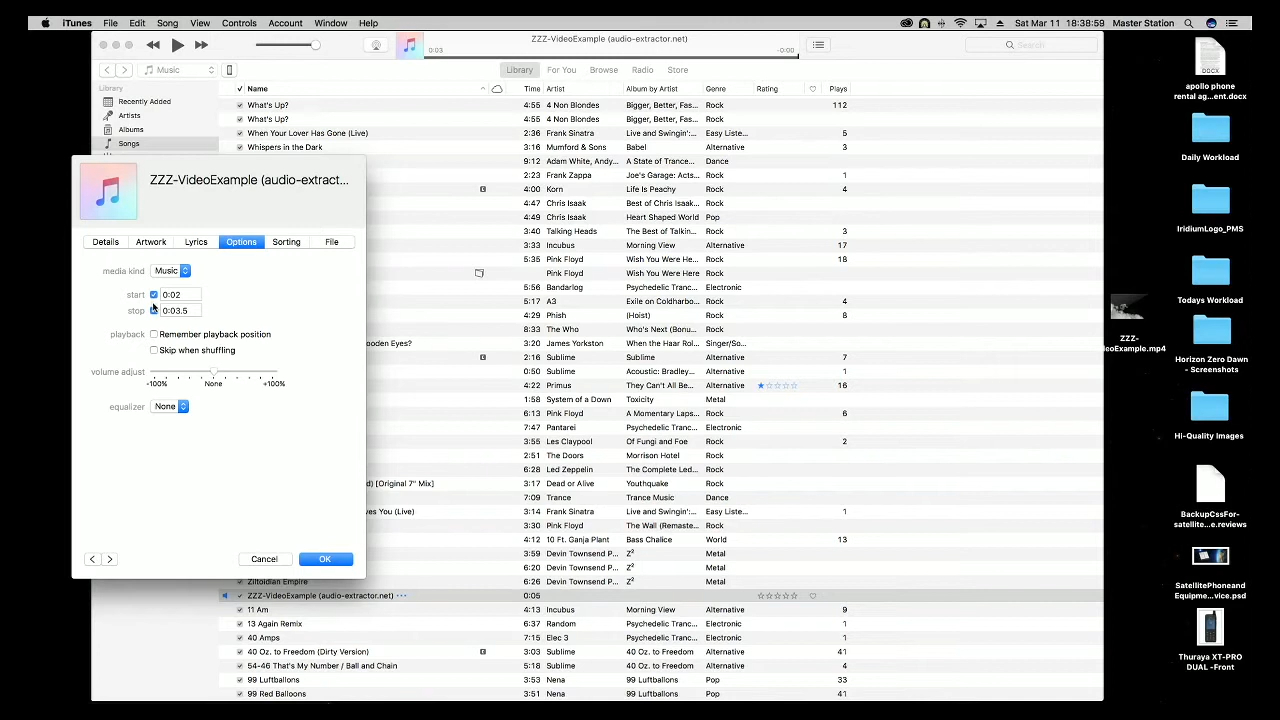 iTunes File Edit Song View Controls Account Window Help Sat Mar 11 18:38:59 Master Station
ZZZ-VideoExample (audio-extractor.net)
0:03 -0:00
Search
Music Library For You Browse Radio Store
Library
Recently Added
Artists
Albums
Songs
Name Time Artist Album by Artist Genre Rating Plays
What's Up? 4:55 4 Non Blondes Bigger, Better, Fas... Rock 112
What's Up? 4:55 4 Non Blondes Bigger, Better, Fas... Rock
When Your Lover Has Gone (Live) 2:36 Frank Sinatra Live and Swingin':... Easy Liste... 5
Whispers in the Dark 3:16 Mumford & Sons Babel Alternative 3
9:12 Adam White, Andy... A State of Trance... Dance
2:23 Frank Zappa Joe's Garage: Acts... Rock 1
4:00 Korn Life Is Peachy Rock 4
4:47 Chris Isaak Best of Chris Isaak Rock
4:49 Chris Isaak Heart Shaped World Pop
3:40 Talking Heads The Best of Talkin... Rock 1
3:33 Incubus Morning View Alternative 17
5:35 Pink Floyd Wish You Were Her... Rock 18
Pink Floyd Wish You Were Here Rock
5:56 Bandarlog Psychedelic Tranc... Electronic
5:17 A3 Exile on Coldharbo... Rock 4
4:29 Phish (Hoist) Rock 8
8:33 The Who Who's Next (Bonu... Rock
ooden Eyes? 3:20 James Yorkston When the Haar Rol... Singer/So...
2:16 Sublime Sublime Alternative 7
0:50 Sublime Acoustic: Bradley... Alternative 1
4:22 Primus They Can't All Be... Alternative 16
1:58 System of a Down Toxicity Metal
6:13 Pink Floyd A Momentary Laps... Rock 6
7:47 Pantarei Psychedelic Tranc... Electronic
3:55 Les Claypool Of Fungi and Foe Rock 2
2:51 The Doors Morrison Hotel Rock
6:28 Led Zeppelin The Complete Led... Rock
d) [Original 7" Mix] 3:17 Dead or Alive Youthquake Rock
7:09 Trance Trance Music Dance
ves You (Live) 3:14 Frank Sinatra Live and Swingin':... Easy Liste... 1
3:30 Pink Floyd The Wall (Remaste... Rock
4:12 10 Ft. Ganja Plant Bass Chalice World 13
3:59 Devin Townsend P... Z² Metal
6:20 Devin Townsend P... Z² Metal
Ziltoidian Empire 6:26 Devin Townsend P... Z² Metal
ZZZ-VideoExample (audio-extractor.net) ••• 0:05
11 Am 4:13 Incubus Morning View Alternative 9
13 Again Remix 6:37 Random Psychedelic Tranc... Electronic 1
40 Amps 7:15 Elec 3 Psychedelic Tranc... Electronic 1
40 Oz. to Freedom (Dirty Version) 3:03 Sublime 40 Oz. to Freedom Alternative 41
54-46 That's My Number / Ball and Chain 5:18 Sublime 40 Oz. to Freedom Alternative 4
99 Luftballons 3:53 Nena 99 Luftballons Pop 33
99 Red Balloons 3:51 Nena 99 Luftballons Pop 41
ZZZ-VideoExample (audio-extract...
Details Artwork Lyrics Options Sorting File
media kind Music
start 0:02
stop 0:03.5
playback Remember playback position
Skip when shuffling
volume adjust
-100% None +100%
equalizer None
Cancel OK
DOCX
apollo phone
rental ag...ent.docx
Daily Workload
IridiumLogo_PMS
Todays Workload
ZZZ-
eoExample.mp4
Horizon Zero Dawn
- Screenshots
Hi-Quality Images
BackupCssFor-
satellite...e.reviews
SatellitePhoneand
Equipme...vice.psd
Thuraya XT-PRO
DUAL -Front